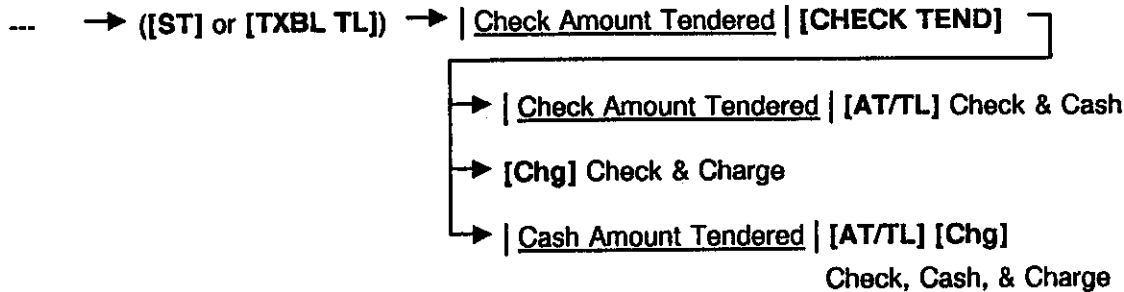 --- → ([ST] or [TXBL TL]) → | Check Amount Tendered | [CHECK TEND]
→ | Check Amount Tendered | [AT/TL] Check & Cash
→ [Chg] Check & Charge
→ | Cash Amount Tendered | [AT/TL] [Chg]
Check, Cash, & Charge